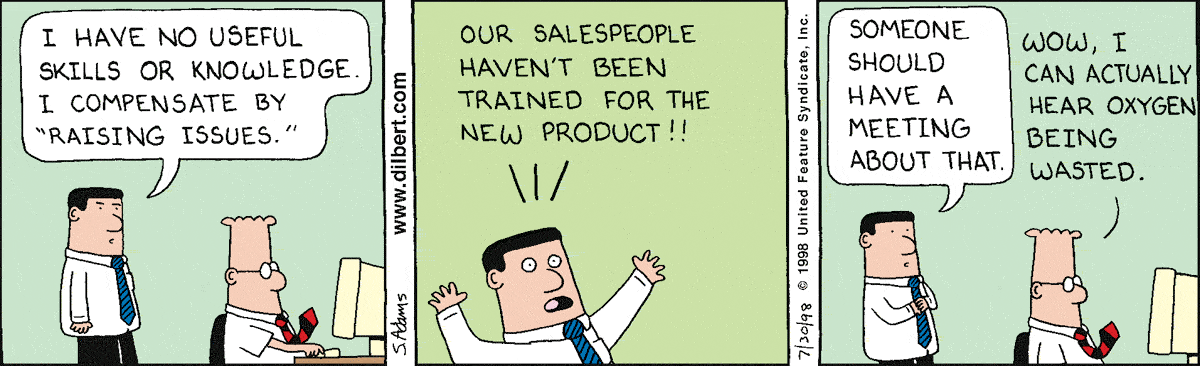 I HAVE NO USEFUL
SKILLS OR KNOWLEDGE.
I COMPENSATE BY
"RAISING ISSUES."
www.dilbert.com
S. Adams
OUR SALESPEOPLE
HAVEN'T BEEN
TRAINED FOR THE
NEW PRODUCT!!
7/30/98 © 1998 United Feature Syndicate, Inc.
SOMEONE
SHOULD
HAVE A
MEETING
ABOUT THAT.
WOW, I
CAN ACTUALLY
HEAR OXYGEN
BEING
WASTED.